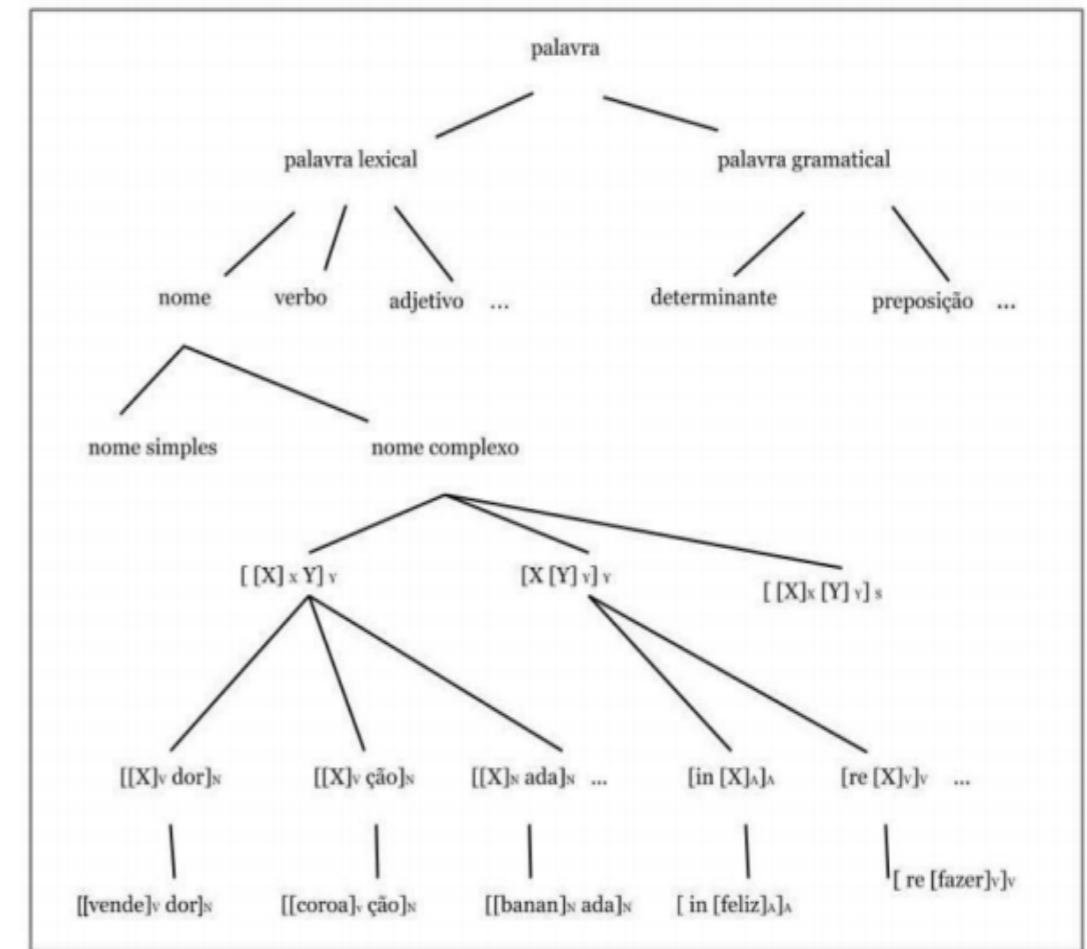 palavra
palavra lexical palavra gramatical
nome verbo adjetivo ... determinante preposição ...
nome simples nome complexo
[ [X] x Y] Y [X [Y] Y] Y [ [X]X [Y] Y] S
[[X]V dor]N [[X]V ção]N [[X]N ada]N ... [in [X]A]A [re [X]V]V ...
[[vende]V dor]N [[coroa]V ção]N [[banan]N ada]N [ in [feliz]A]A [ re [fazer]V]V